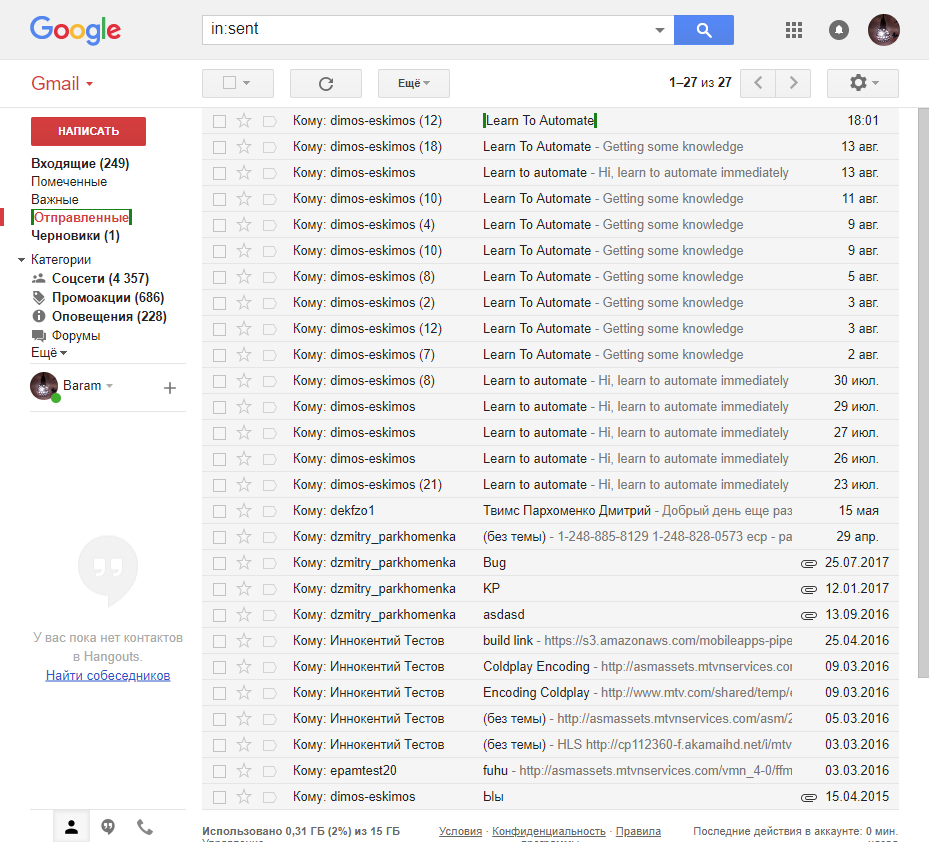 Google
in:sent
Gmail
Ещё
1–27 из 27
НАПИСАТЬ
Входящие (249)
Помеченные
Важные
Отправленные
Черновики (1)
Категории
Соцсети (4 357)
Промоакции (686)
Оповещения (228)
Форумы
Ещё
Baram
У вас пока нет контактов
в Hangouts.
Найти собеседников
Кому: dimos-eskimos (12) Learn To Automate 18:01
Кому: dimos-eskimos (18) Learn To Automate - Getting some knowledge 13 авг.
Кому: dimos-eskimos Learn to automate - Hi, learn to automate immediately 13 авг.
Кому: dimos-eskimos (10) Learn To Automate - Getting some knowledge 11 авг.
Кому: dimos-eskimos (4) Learn To Automate - Getting some knowledge 9 авг.
Кому: dimos-eskimos (10) Learn To Automate - Getting some knowledge 9 авг.
Кому: dimos-eskimos (8) Learn To Automate - Getting some knowledge 5 авг.
Кому: dimos-eskimos (2) Learn To Automate - Getting some knowledge 3 авг.
Кому: dimos-eskimos (12) Learn To Automate - Getting some knowledge 3 авг.
Кому: dimos-eskimos (7) Learn To Automate - Getting some knowledge 2 авг.
Кому: dimos-eskimos (8) Learn to automate - Hi, learn to automate immediately 30 июл.
Кому: dimos-eskimos Learn to automate - Hi, learn to automate immediately 29 июл.
Кому: dimos-eskimos Learn to automate - Hi, learn to automate immediately 27 июл.
Кому: dimos-eskimos Learn to automate - Hi, learn to automate immediately 26 июл.
Кому: dimos-eskimos (21) Learn to automate - Hi, learn to automate immediately 23 июл.
Кому: dekfzo1 Твимс Пархоменко Дмитрий - Добрый день еще раз 15 мая
Кому: dzmitry_parkhomenka (без темы) - 1-248-885-8129 1-248-828-0573 еср - ра 29 апр.
Кому: dzmitry_parkhomenka Bug 25.07.2017
Кому: dzmitry_parkhomenka KP 12.01.2017
Кому: dzmitry_parkhomenka asdasd 13.09.2016
Кому: Иннокентий Тестов build link - https://s3.amazonaws.com/mobileapps-pipe 25.04.2016
Кому: Иннокентий Тестов Coldplay Encoding - http://asmassets.mtvnservices.cor 09.03.2016
Кому: Иннокентий Тестов Encoding Coldplay - http://www.mtv.com/shared/temp/c 09.03.2016
Кому: Иннокентий Тестов (без темы) - http://asmassets.mtvnservices.com/asm/2 05.03.2016
Кому: Иннокентий Тестов (без темы) - HLS http://cp112360-f.akamaihd.net/i/mtv 03.03.2016
Кому: epamtest20 fuhu - http://asmassets.mtvnservices.com/vmn_4-0/ffm 03.03.2016
Кому: dimos-eskimos Ыы 15.04.2015
Использовано 0,31 ГБ (2%) из 15 ГБ
Управление
Условия · Конфиденциальность · Правила
программы
Последние действия в аккаунте: 0 мин.
назад